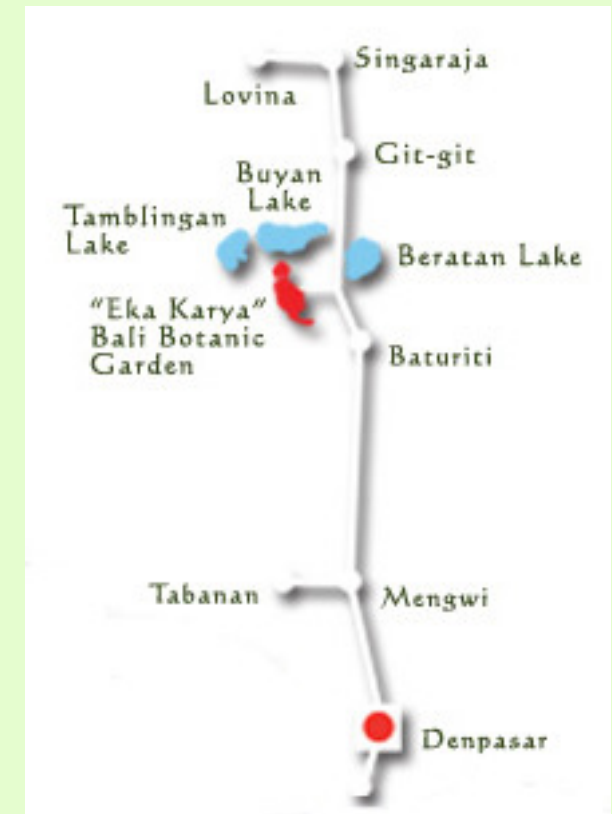 Singaraja
Lovina
Git-git
Buyan
Lake
Tamblingan
Lake
Beratan Lake
"Eka Karya"
Bali Botanic
Garden
Baturiti
Tabanan
Mengwi
Denpasar